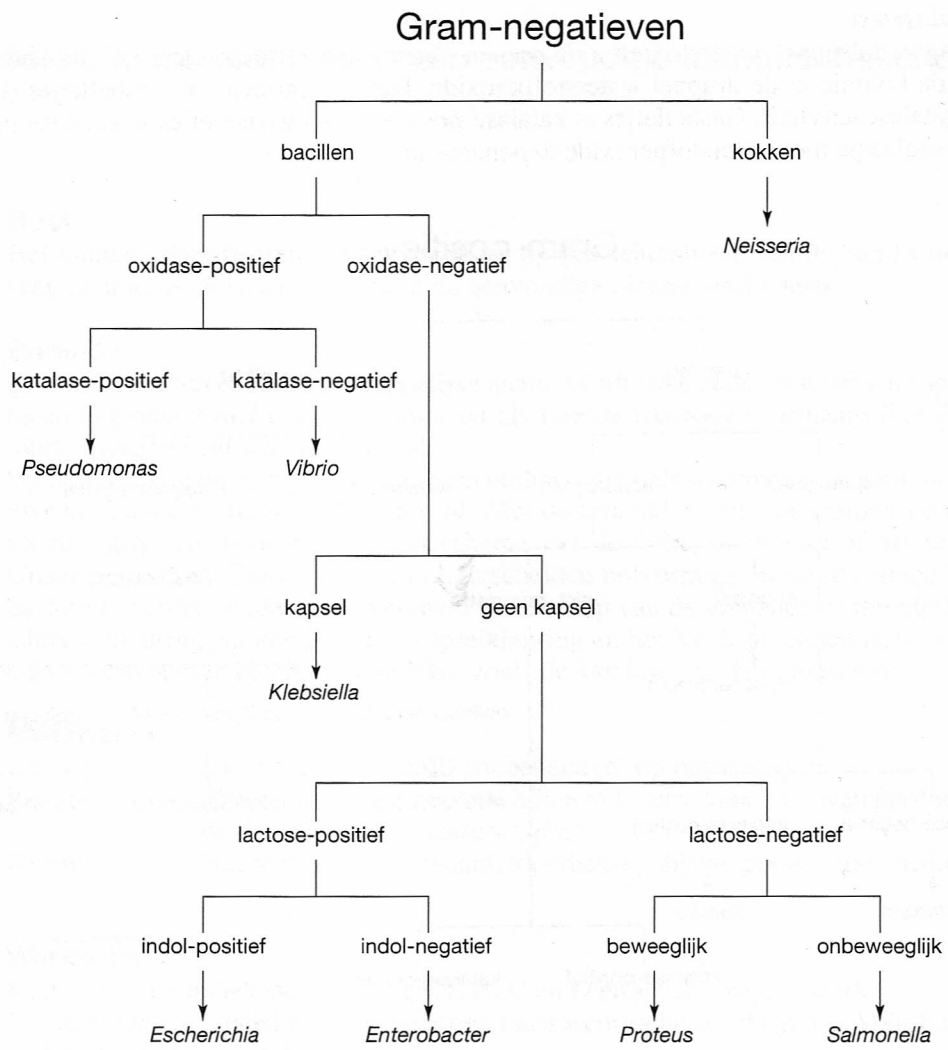 Gram-negatieven
bacillen
kokken
oxidase-positief
oxidase-negatief
Neisseria
katalase-positief
katalase-negatief
Pseudomonas
Vibrio
kapsel
geen kapsel
Klebsiella
lactose-positief
lactose-negatief
indol-positief
indol-negatief
beweeglijk
onbeweeglijk
Escherichia
Enterobacter
Proteus
Salmonella